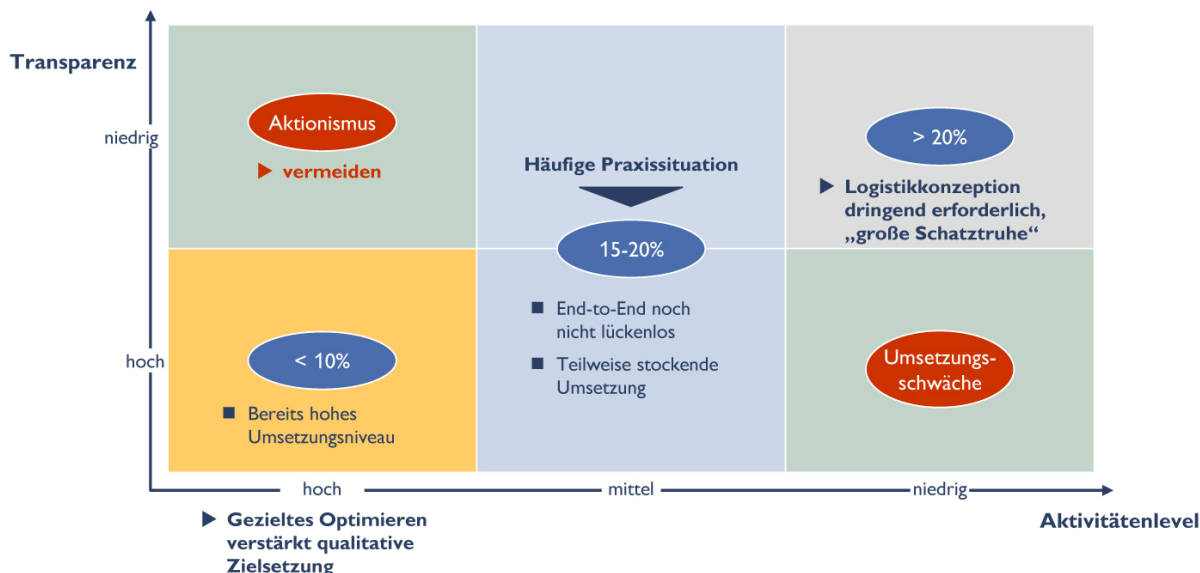 Transparenz
niedrig
Aktionismus
▶ vermeiden
Häufige Praxissituation
> 20%
▶ Logistikkonzeption
dringend erforderlich,
„große Schatztruhe“
15-20%
■ End-to-End noch
nicht lückenlos
■ Teilweise stockende
Umsetzung
hoch
< 10%
■ Bereits hohes
Umsetzungsniveau
Umsetzungs-
schwäche
hoch
mittel
niedrig
▶ Gezieltes Optimieren
verstärkt qualitative
Zielsetzung
Aktivitätenlevel